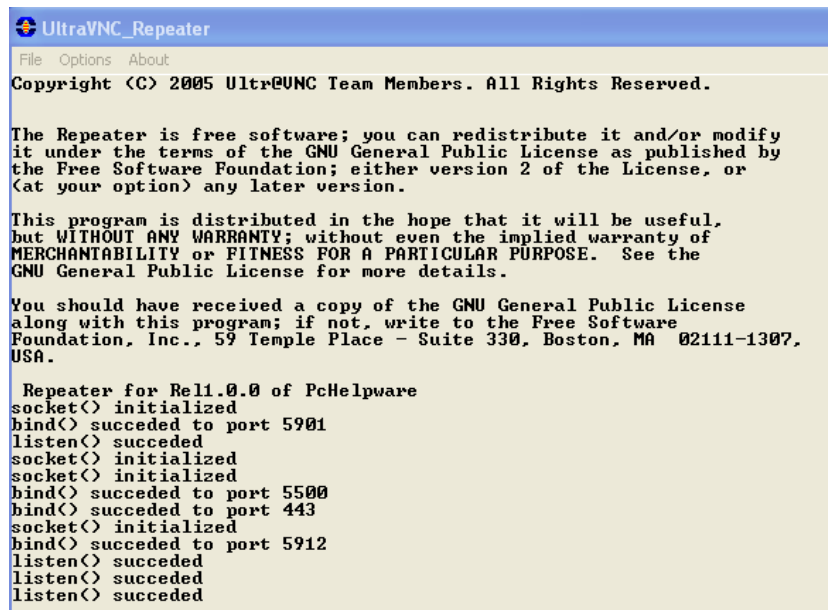 UltraVNC_Repeater
File Options About
Copyright (C) 2005 Ultr@VNC Team Members. All Rights Reserved.
The Repeater is free software; you can redistribute it and/or modify
it under the terms of the GNU General Public License as published by
the Free Software Foundation; either version 2 of the License, or
(at your option) any later version.
This program is distributed in the hope that it will be useful,
but WITHOUT ANY WARRANTY; without even the implied warranty of
MERCHANTABILITY or FITNESS FOR A PARTICULAR PURPOSE.  See the
GNU General Public License for more details.
You should have received a copy of the GNU General Public License
along with this program; if not, write to the Free Software
Foundation, Inc., 59 Temple Place - Suite 330, Boston, MA  02111-1307,
USA.
Repeater for Rel1.0.0 of PcHelpware
socket() initialized
bind() succeded to port 5901
listen() succeded
socket() initialized
socket() initialized
bind() succeded to port 5500
bind() succeded to port 443
socket() initialized
bind() succeded to port 5912
listen() succeded
listen() succeded
listen() succeded